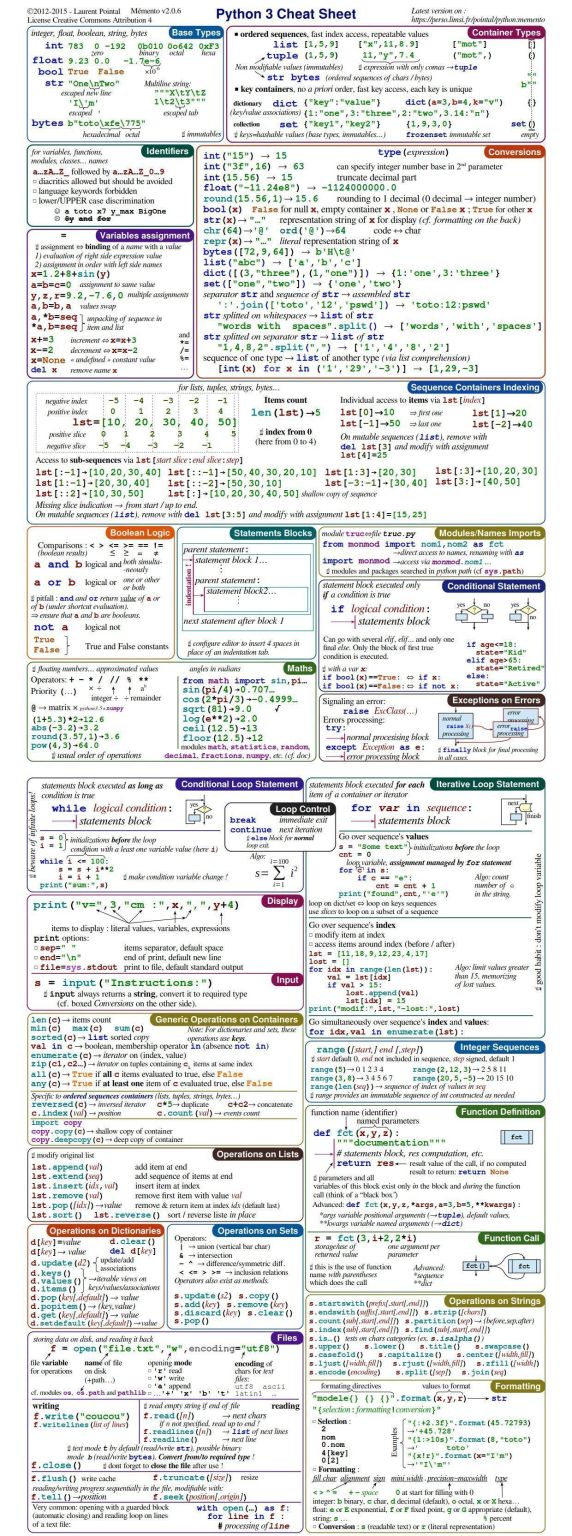 ©2012-2015 - Laurent Pointal Mémento v2.0.6
License Creative Commons Attribution 4
Python 3 Cheat Sheet
Latest version on :
https://perso.limsi.fr/pointal/python:memento
Base Types
integer, float, boolean, string, bytes
int 783 0 -192 0b010 0o642 0xF3
zero binary octal hexa
float 9.23 0.0 -1.7e-6
×10⁻⁶
bool True False
str "One\nTwo"
escaped new line
'I\'m'
escaped '
Multiline string:
"""X\tY\tZ
1\t2\t3"""
escaped tab
bytes b"toto\xfe\775"
hexadecimal octal
immutables
Container Types
■ ordered sequences, fast index access, repeatable values
list [1,5,9] ["x",11,8.9] ["mot"] []
tuple (1,5,9) 11,"y",7.4 ("mot",) ()
Non modifiable values (immutables) expression with only comas →tuple
str bytes (ordered sequences of chars / bytes)
""
b""
■ key containers, no a priori order, fast key access, each key is unique
dictionary dict {"key":"value"} dict(a=3,b=4,k="v") {}
(key/value associations) {1:"one",3:"three",2:"two",3.14:"π"}
collection set {"key1","key2"} {1,9,3,0} set()
keys=hashable values (base types, immutables…) frozenset immutable set empty
Identifiers
for variables, functions,
modules, classes… names
a…zA…Z_ followed by a…zA…Z_0…9
□ diacritics allowed but should be avoided
□ language keywords forbidden
□ lower/UPPER case discrimination
☺ a toto x7 y_max BigOne
☹ 8y and for
Variables assignment
=
assignment ⇔ binding of a name with a value
1) evaluation of right side expression value
2) assignment in order with left side names
x=1.2+8+sin(y)
a=b=c=0 assignment to same value
y,z,r=9.2,-7.6,0 multiple assignments
a,b=b,a values swap
a,*b=seq
*a,b=seq
unpacking of sequence in
item and list
x+=3 increment ⇔ x=x+3
x-=2 decrement ⇔ x=x-2
x=None « undefined » constant value
del x remove name x
and
*=
/=
%=
…
Conversions
type(expression)
int("15") → 15
int("3f",16) → 63 can specify integer number base in 2nd parameter
int(15.56) → 15 truncate decimal part
float("-11.24e8") → -1124000000.0
round(15.56,1)→ 15.6 rounding to 1 decimal (0 decimal → integer number)
bool(x) False for null x, empty container x , None or False x ; True for other x
str(x)→ "…" representation string of x for display (cf. formatting on the back)
chr(64)→'@' ord('@')→64 code ↔ char
repr(x)→ "…" literal representation string of x
bytes([72,9,64]) → b'H\t@'
list("abc") → ['a','b','c']
dict([(3,"three"),(1,"one")]) → {1:'one',3:'three'}
set(["one","two"]) → {'one','two'}
separator str and sequence of str → assembled str
':'.join(['toto','12','pswd']) → 'toto:12:pswd'
str splitted on whitespaces → list of str
"words with  spaces".split() → ['words','with','spaces']
str splitted on separator str → list of str
"1,4,8,2".split(",") → ['1','4','8','2']
sequence of one type → list of another type (via list comprehension)
[int(x) for x in ('1','29','-3')] → [1,29,-3]
Sequence Containers Indexing
for lists, tuples, strings, bytes…
negative index -5 -4 -3 -2 -1
positive index 0 1 2 3 4
lst=[10, 20, 30, 40, 50]
positive slice 0 1 2 3 4 5
negative slice -5 -4 -3 -2 -1
Items count
len(lst)→5
index from 0
(here from 0 to 4)
Individual access to items via lst[index]
lst[0]→10 ⇒ first one lst[1]→20
lst[-1]→50 ⇒ last one lst[-2]→40
On mutable sequences (list), remove with
del lst[3] and modify with assignment
lst[4]=25
Access to sub-sequences via lst[start slice:end slice:step]
lst[:-1]→[10,20,30,40] lst[::-1]→[50,40,30,20,10] lst[1:3]→[20,30] lst[:3]→[10,20,30]
lst[1:-1]→[20,30,40] lst[::-2]→[50,30,10] lst[-3:-1]→[30,40] lst[3:]→[40,50]
lst[::2]→[10,30,50] lst[:]→[10,20,30,40,50] shallow copy of sequence
Missing slice indication → from start / up to end.
On mutable sequences (list), remove with del lst[3:5] and modify with assignment lst[1:4]=[15,25]
Boolean Logic
Comparisons : < > <= >= == !=
(boolean results) ≤ ≥ = ≠
a and b logical and both simulta-
-neously
a or b logical or one or other
or both
pitfall : and and or return value of a or
of b (under shortcut evaluation).
⇒ ensure that a and b are booleans.
not a logical not
True
False
True and False constants
Statements Blocks
parent statement :
statement block 1…
⋮
parent statement :
statement block2…
⋮
next statement after block 1
indentation !
configure editor to insert 4 spaces in
place of an indentation tab.
Modules/Names Imports
module truc⇔file truc.py
from monmod import nom1,nom2 as fct
→direct access to names, renaming with as
import monmod →access via monmod.nom1 …
modules and packages searched in python path (cf sys.path)
Conditional Statement
statement block executed only
if a condition is true
if logical condition:
statements block
yes no yes no
Can go with several elif, elif... and only one
final else. Only the block of first true
condition is executed.
with a var x:
if bool(x)==True: ⇔ if x:
if bool(x)==False: ⇔ if not x:
if age<=18:
state="Kid"
elif age>65:
state="Retired"
else:
state="Active"
Maths
floating numbers… approximated values
angles in radians
Operators: + - * / // % **
Priority (…) × ÷ aᵇ
integer ÷ ÷ remainder
@ → matrix × python3.5+numpy
(1+5.3)*2→12.6
abs(-3.2)→3.2
round(3.57,1)→3.6
pow(4,3)→64.0
usual order of operations
from math import sin,pi…
sin(pi/4)→0.707…
cos(2*pi/3)→-0.4999…
sqrt(81)→9.0 √
log(e**2)→2.0
ceil(12.5)→13
floor(12.5)→12
modules math, statistics, random,
decimal, fractions, numpy, etc. (cf. doc)
Exceptions on Errors
Signaling an error:
raise ExcClass(…)
Errors processing:
try:
normal procesising block
except Exception as e:
error processing block
normal
processing
raise X()
error
processing
error
processing
raise
finally block for final processing
in all cases.
Conditional Loop Statement
statements block executed as long as
condition is true
while logical condition:
statements block
yes no
beware of infinite loops!
s = 0
i = 1
initializations before the loop
condition with a least one variable value (here i)
while i <= 100:
s = s + i**2
i = i + 1
print("sum:",s)
make condition variable change !
Algo:
s = ∑ i²
i=100
i=1
Loop Control
break immediate exit
continue next iteration
else block for normal
loop exit.
Iterative Loop Statement
statements block executed for each
item of a container or iterator
for var in sequence:
statements block
next
finish
Go over sequence's values
s = "Some text"
cnt = 0
initializations before the loop
loop variable, assignment managed by for statement
for c in s:
if c == "e":
cnt = cnt + 1
print("found",cnt,"'e'")
Algo: count
number of e
in the string.
loop on dict/set ⇔ loop on keys sequences
use slices to loop on a subset of a sequence
Go over sequence's index
□ modify item at index
□ access items around index (before / after)
lst = [11,18,9,12,23,4,17]
lost = []
for idx in range(len(lst)):
val = lst[idx]
if val > 15:
lost.append(val)
lst[idx] = 15
print("modif:",lst,"-lost:",lost)
Algo: limit values greater
than 15, memorizing
of lost values.
Go simultaneously over sequence's index and values:
for idx,val in enumerate(lst):
good habit : don't modify loop variable
Display
print("v=",3,"cm :",x,",",y+4)
items to display : literal values, variables, expressions
print options:
□ sep=" " items separator, default space
□ end="\n" end of print, default new line
□ file=sys.stdout print to file, default standard output
Input
s = input("Instructions:")
input always returns a string, convert it to required type
(cf. boxed Conversions on the other side).
Generic Operations on Containers
len(c)→ items count
min(c) max(c) sum(c)
sorted(c)→ list sorted copy
Note: For dictionaries and sets, these
operations use keys.
val in c → boolean, membership operator in (absence not in)
enumerate(c)→ iterator on (index, value)
zip(c1,c2…)→ iterator on tuples containing cᵢ items at same index
all(c)→ True if all c items evaluated to true, else False
any(c)→ True if at least one item of c evaluated true, else False
Specific to ordered sequences containers (lists, tuples, strings, bytes…)
reversed(c)→ inversed iterator c*5→ duplicate c+c2→ concatenate
c.index(val)→ position c.count(val)→ events count
import copy
copy.copy(c)→ shallow copy of container
copy.deepcopy(c)→ deep copy of container
Integer Sequences
range([start,] end [,step])
start default 0, end not included in sequence, step signed, default 1
range(5)→ 0 1 2 3 4 range(2,12,3)→ 2 5 8 11
range(3,8)→ 3 4 5 6 7 range(20,5,-5)→ 20 15 10
range(len(seq))→ sequence of index of values in seq
range provides an immutable sequence of int constructed as needed
Operations on Lists
modify original list
lst.append(val) add item at end
lst.extend(seq) add sequence of items at end
lst.insert(idx,val) insert item at index
lst.remove(val) remove first item with value val
lst.pop([idx])→value remove & return item at index idx (default last)
lst.sort() lst.reverse() sort / reverse liste in place
Function Definition
function name (identifier)
named parameters
def fct(x,y,z):
"""documentation"""
# statements block, res computation, etc.
return res ← result value of the call, if no computed
result to return: return None
fct
parameters and all
variables of this block exist only in the block and during the function
call (think of a "black box")
Advanced: def fct(x,y,z,*args,a=3,b=5,**kwargs):
*args variable positional arguments (→tuple), default values,
**kwargs variable named arguments (→dict)
Operations on Dictionaries
d[key]=value d.clear()
d[key]→ value del d[key]
d.update(d2) update/add
associations
d.keys()
d.values()
d.items()
→iterable views on
keys/values/associations
d.pop(key[,default])→ value
d.popitem()→ (key,value)
d.get(key[,default])→ value
d.setdefault(key[,default])→value
Operations on Sets
Operators:
| → union (vertical bar char)
& → intersection
- ^ → difference/symmetric diff.
< <= > >= → inclusion relations
Operators also exist as methods.
s.update(s2) s.copy()
s.add(key) s.remove(key)
s.discard(key) s.clear()
s.pop()
Function Call
r = fct(3,i+2,2*i)
storage/use of
returned value
one argument per
parameter
this is the use of function
name with parentheses
which does the call
Advanced:
*sequence
**dict
fct()
fct
Operations on Strings
s.startswith(prefix[,start[,end]])
s.endswith(suffix[,start[,end]]) s.strip([chars])
s.count(sub[,start[,end]]) s.partition(sep)→ (before,sep,after)
s.index(sub[,start[,end]]) s.find(sub[,start[,end]])
s.is…() tests on chars categories (ex. s.isalpha())
s.upper() s.lower() s.title() s.swapcase()
s.casefold() s.capitalize() s.center([width,fill])
s.ljust([width,fill]) s.rjust([width,fill]) s.zfill([width])
s.encode(encoding) s.split([sep]) s.join(seq)
Files
storing data on disk, and reading it back
f = open("file.txt","w",encoding="utf8")
file variable
for operations
name of file
on disk
(+path…)
opening mode
□ 'r' read
□ 'w' write
□ 'a' append
□ …'+' 'x' 'b' 't'
encoding of
chars for text
files:
utf8 ascii
latin1 …
cf. modules os, os.path and pathlib
writing
f.write("coucou")
f.writelines(list of lines)
read empty string if end of file reading
f.read([n]) → next chars
if n not specified, read up to end !
f.readlines([n]) → list of next lines
f.readline() → next line
text mode t by default (read/write str), possible binary
mode b (read/write bytes). Convert from/to required type !
f.close() dont forget to close the file after use !
f.flush() write cache f.truncate([size]) resize
reading/writing progress sequentially in the file, modifiable with:
f.tell()→position f.seek(position[,origin])
Very common: opening with a guarded block
(automatic closing) and reading loop on lines
of a text file:
with open(…) as f:
for line in f :
# processing of line
Formatting
formating directives values to format
"modele{} {} {}".format(x,y,r) → str
"{selection:formatting!conversion}"
□ Selection :
2
nom
0.nom
4[key]
0[2]
Examples
"{:+2.3f}".format(45.72793)
→'+45.728'
"{1:>10s}".format(8,"toto")
→' toto'
"{x!r}".format(x="I'm")
→'"I\'m"'
□ Formatting :
fill char alignment sign mini width.precision~maxwidth type
< > ^ = + - space 0 at start for filling with 0
integer: b binary, c char, d decimal (default), o octal, x or X hexa…
float: e or E exponential, f or F fixed point, g or G appropriate (default),
string: s … % percent
□ Conversion : s (readable text) or r (literal representation)